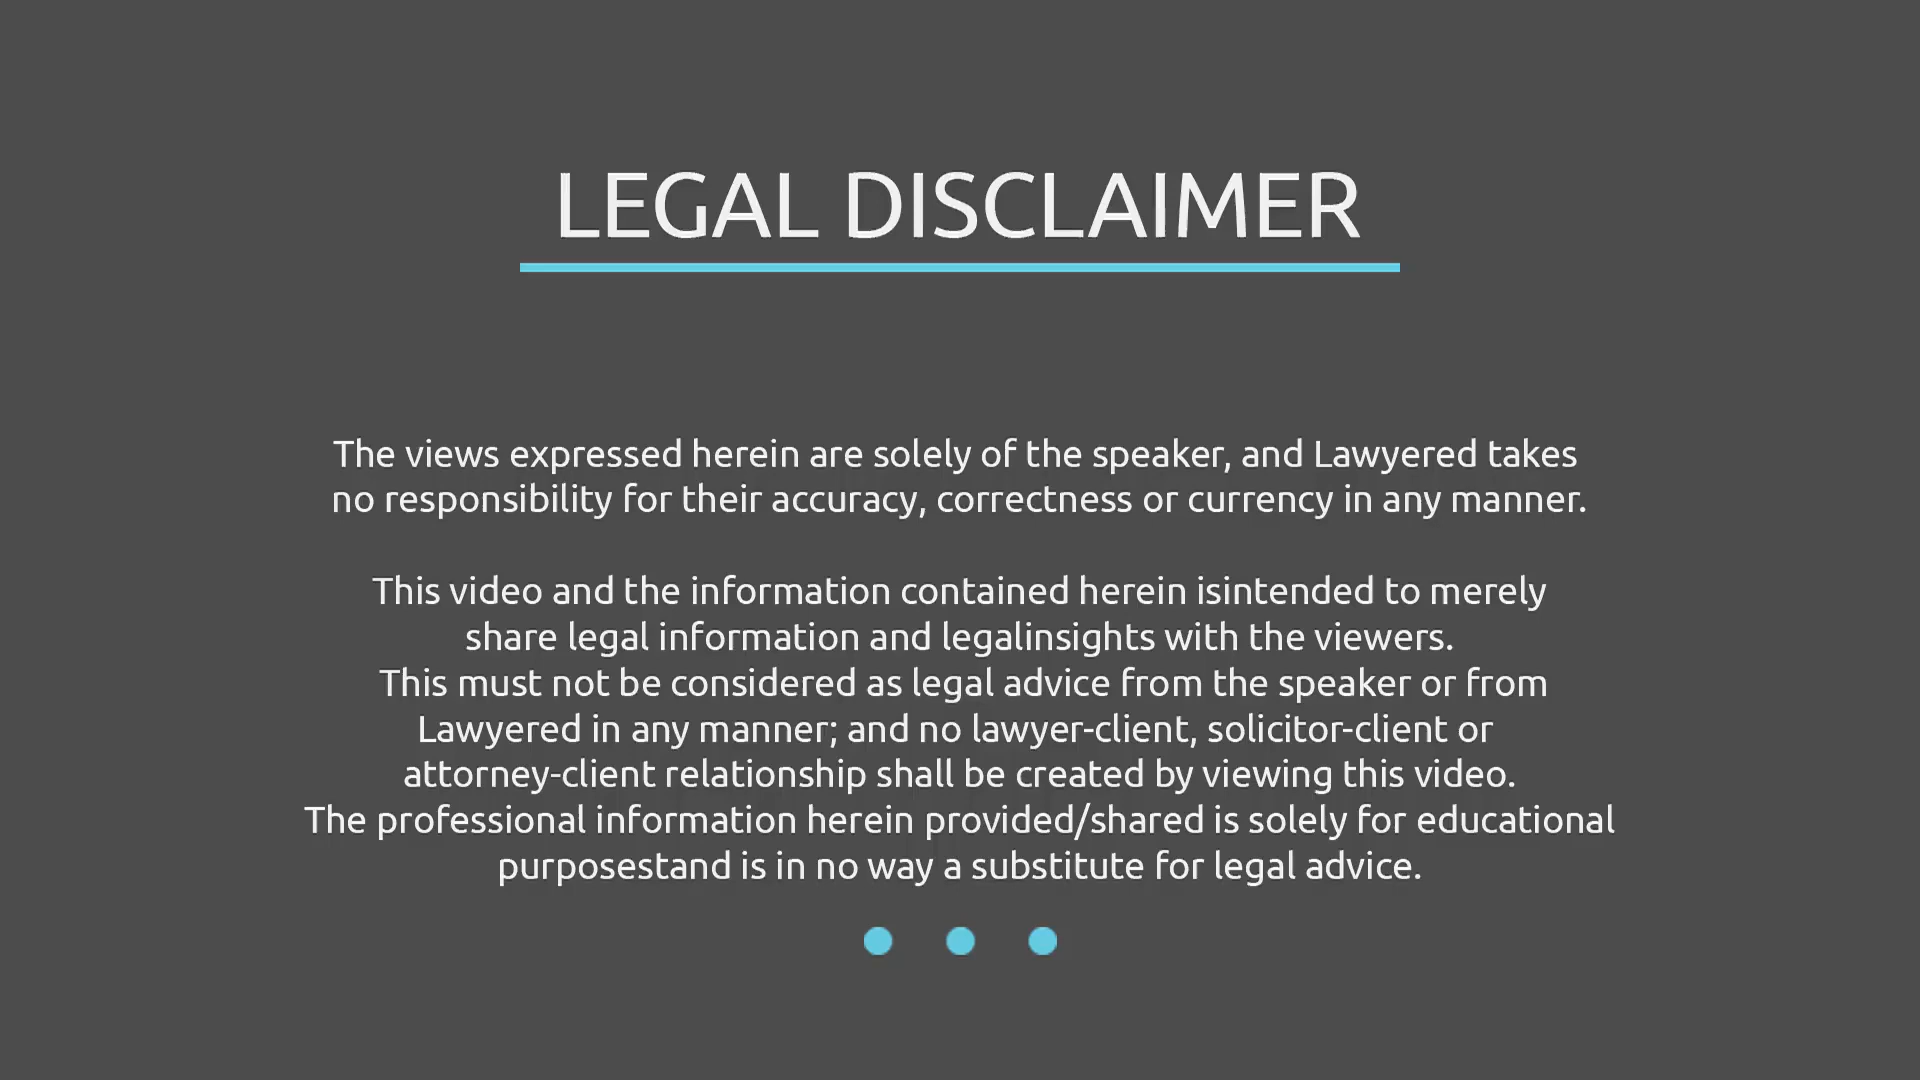 LEGAL DISCLAIMER
The views expressed herein are solely of the speaker, and Lawyered takes
no responsibility for their accuracy, correctness or currency in any manner.
This video and the information contained herein isintended to merely
share legal information and legalinsights with the viewers.
This must not be considered as legal advice from the speaker or from
Lawyered in any manner; and no lawyer-client, solicitor-client or
attorney-client relationship shall be created by viewing this video.
The professional information herein provided/shared is solely for educational
purposestand is in no way a substitute for legal advice.